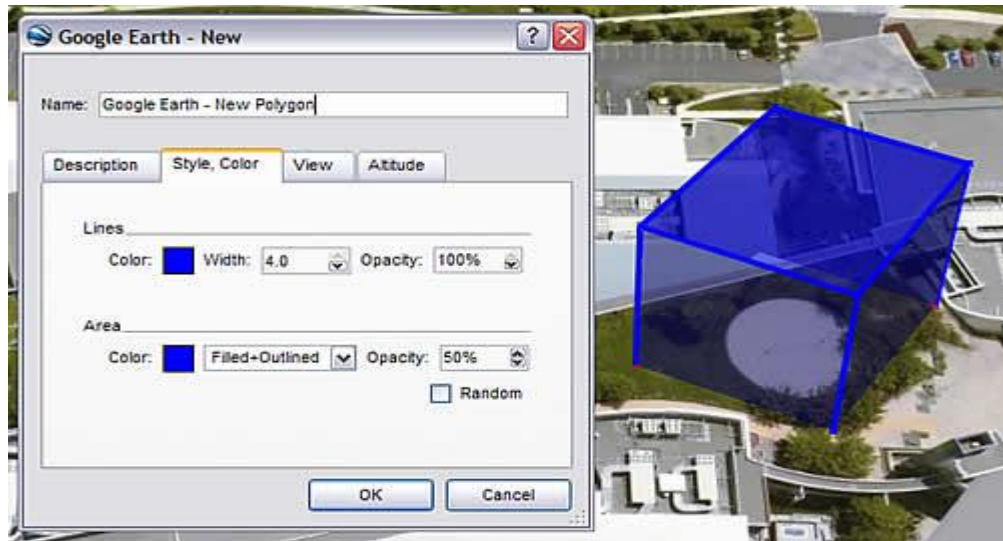 Google Earth - New
Name: Google Earth - New Polygon
Description Style, Color View Altitude
Lines
Color: Width: 4.0 Opacity: 100%
Area
Color: Filled+Outlined Opacity: 50%
Random
OK Cancel